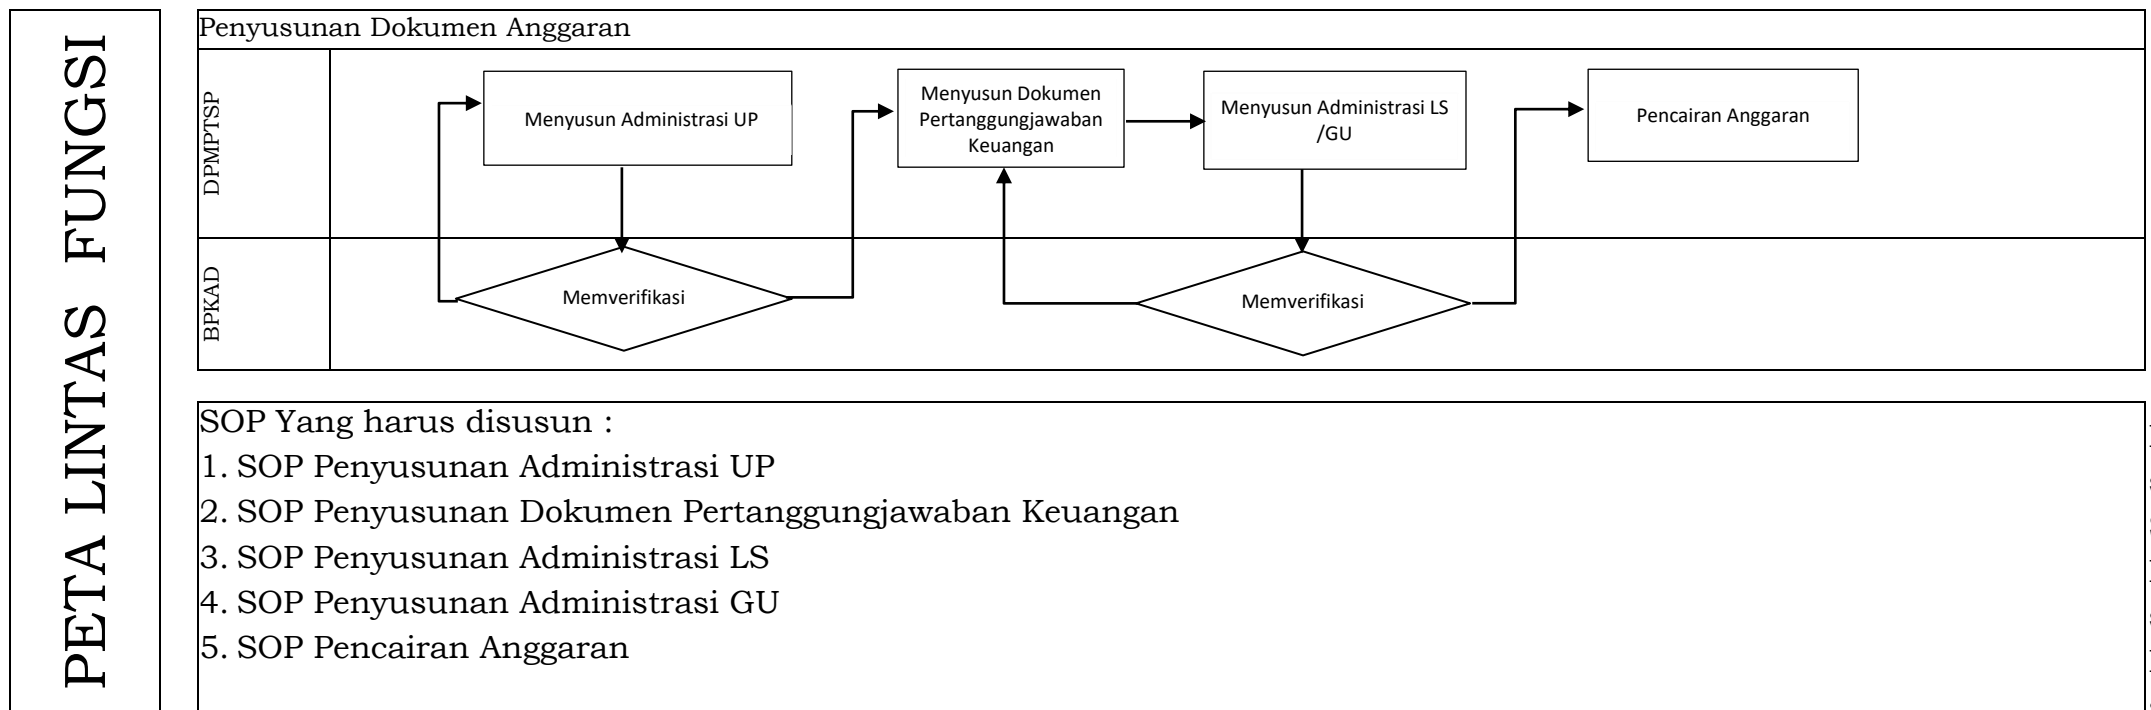 PETA LINTAS FUNGSI
Penyusunan Dokumen Anggaran
DPMPTSP
Menyusun Administrasi UP
Menyusun Dokumen
Pertanggungjawaban
Keuangan
Menyusun Administrasi LS
/GU
Pencairan Anggaran
BPKAD
Memverifikasi
Memverifikasi
SOP Yang harus disusun :
1. SOP Penyusunan Administrasi UP
2. SOP Penyusunan Dokumen Pertanggungjawaban Keuangan
3. SOP Penyusunan Administrasi LS
4. SOP Penyusunan Administrasi GU
5. SOP Pencairan Anggaran